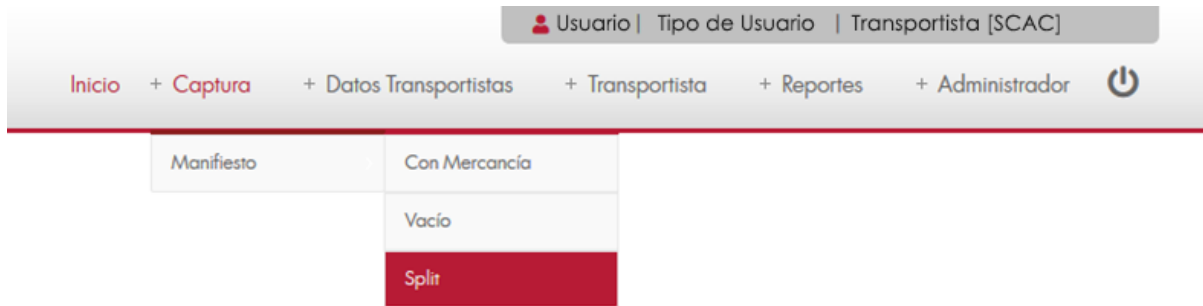 Usuario | Tipo de Usuario | Transportista [SCAC]
Inicio + Captura + Datos Transportistas + Transportista + Reportes + Administrador
Manifiesto Con Mercancía
Vacío
Split